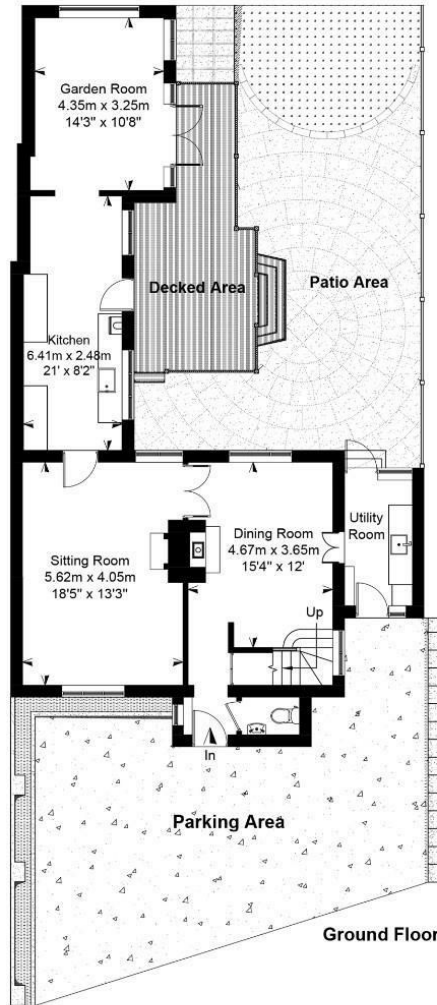 Garden Room
4.35m x 3.25m
14'3" x 10'8"
Decked Area
Patio Area
Kitchen
6.41m x 2.48m
21' x 8'2"
Utility
Room
Dining Room
4.67m x 3.65m
15'4" x 12'
Sitting Room
5.62m x 4.05m
18'5" x 13'3"
Up
In
Parking Area
Ground Floor